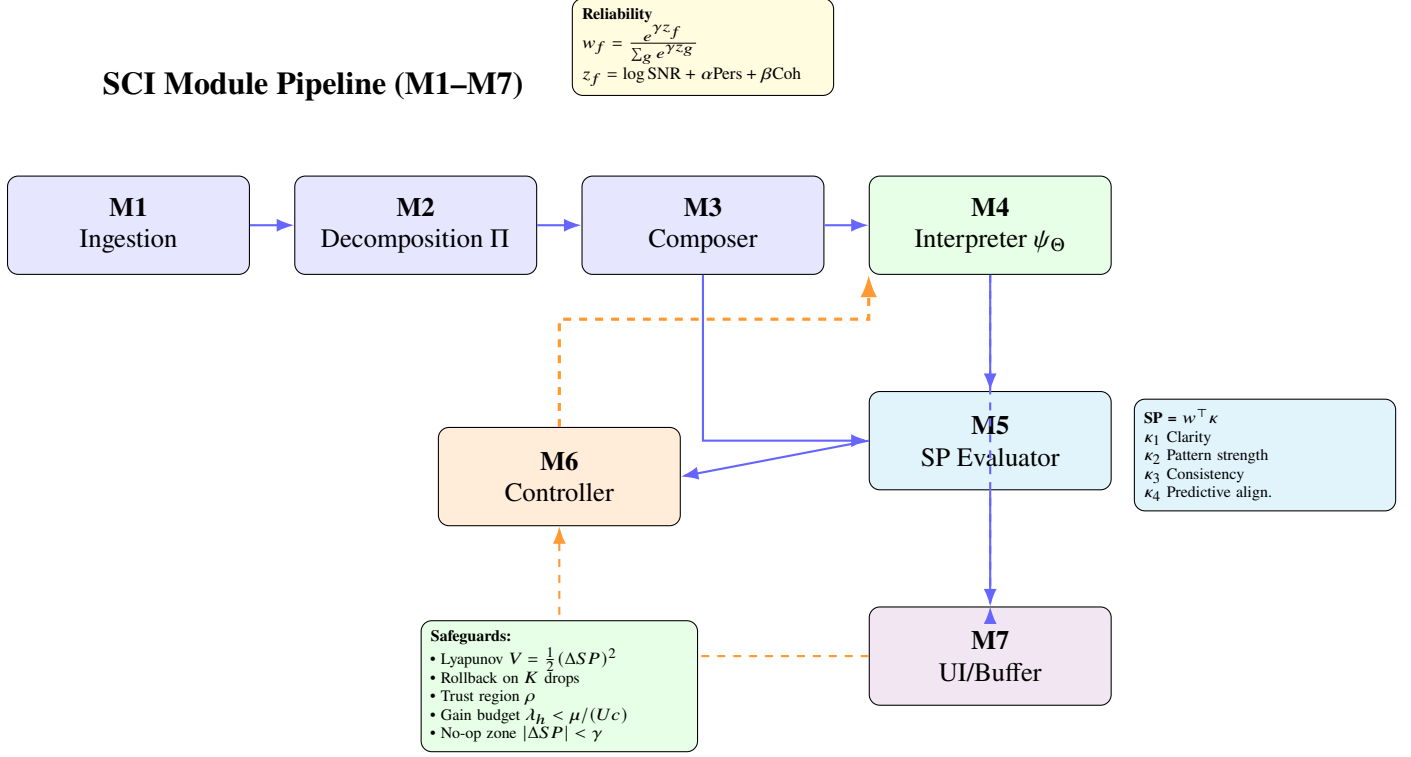 Reliability
w_f = e^{γz_f} / ∑_g e^{γz_g}
z_f = log SNR + αPers + βCoh
SCI Module Pipeline (M1–M7)
M1
Ingestion
M2
Decomposition Π
M3
Composer
M4
Interpreter ψ_Θ
M5
SP Evaluator
SP = w^⊤κ
κ₁ Clarity
κ₂ Pattern strength
κ₃ Consistency
κ₄ Predictive align.
M6
Controller
Safeguards:
• Lyapunov V = ½(ΔSP)²
• Rollback on K drops
• Trust region ρ
• Gain budget λ_h < μ/(Uc)
• No-op zone |ΔSP| < γ
M7
UI/Buffer